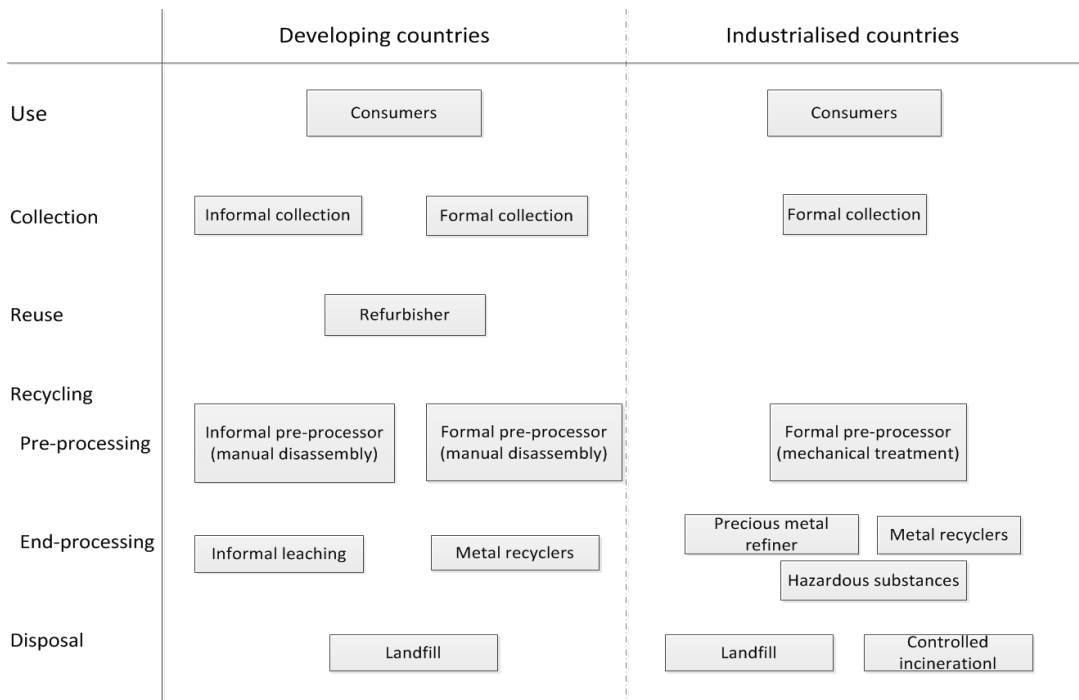 Developing countries
Industrialised countries
Use
Consumers
Consumers
Collection
Informal collection
Formal collection
Formal collection
Reuse
Refurbisher
Recycling
Pre-processing
Informal pre-processor
(manual disassembly)
Formal pre-processor
(manual disassembly)
Formal pre-processor
(mechanical treatment)
End-processing
Informal leaching
Metal recyclers
Precious metal
refiner
Metal recyclers
Hazardous substances
Disposal
Landfill
Landfill
Controlled
incinerationl